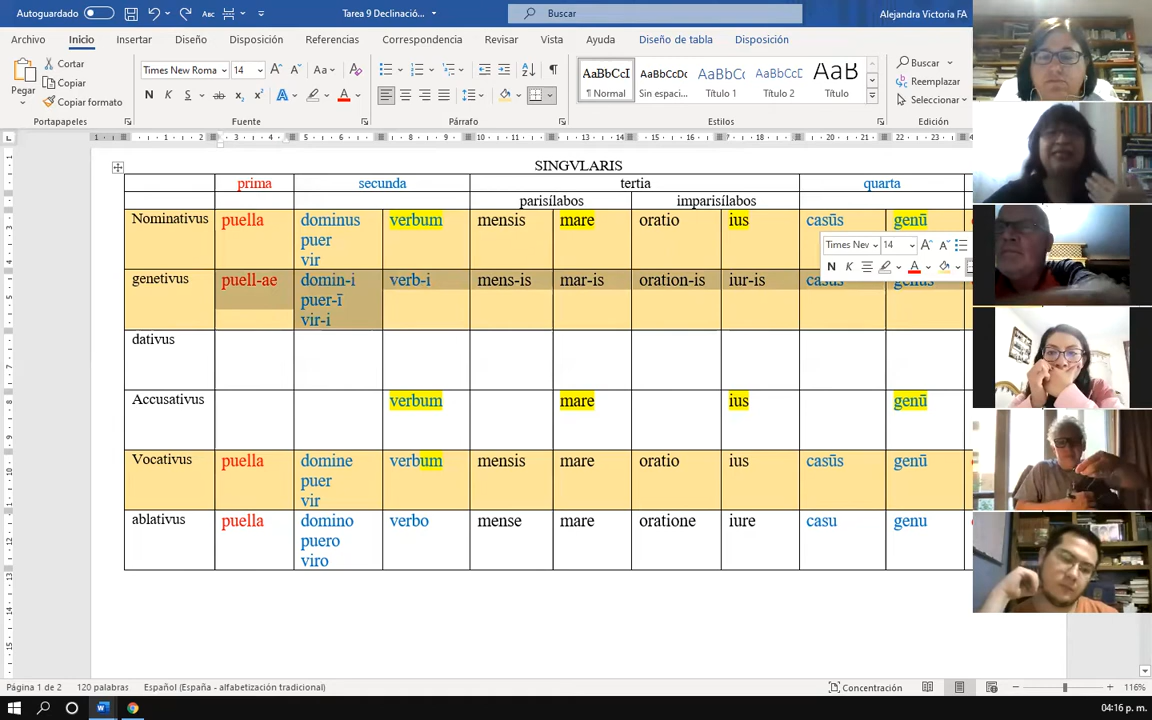 Autoguardado
Tarea 9 Declinació...
Buscar
Alejandra Victoria FA
Archivo Inicio Insertar Diseño Disposición Referencias Correspondencia Revisar Vista Ayuda Diseño de tabla Disposición
Pegar
Cortar
Copiar
Copiar formato
Times New Roma 14
N K S
AaBbCcI AaBbCcDc AaBbCc AaBbCcD AaBb
¶ Normal Sin espaci... Título 1 Título 2 Título
Buscar
Reemplazar
Seleccionar
Portapapeles Fuente Párrafo Estilos Edición
SINGVLARIS
prima secunda tertia quarta
parisílabos imparisílabos
Nominativus puella dominus verbum mensis mare oratio ius casūs genū
puer
vir
Times Nev 14
N K
genetivus puell-ae domin-i verb-i mens-is mar-is oration-is iur-is
puer-ī
vir-i
dativus
Accusativus verbum mare ius genū
Vocativus puella domine verbum mensis mare oratio ius casūs genū
puer
vir
ablativus puella domino verbo mense mare oratione iure casu genu
puero
viro
Página 1 de 2 120 palabras Español (España - alfabetización tradicional) Concentración 116%
04:16 p. m.